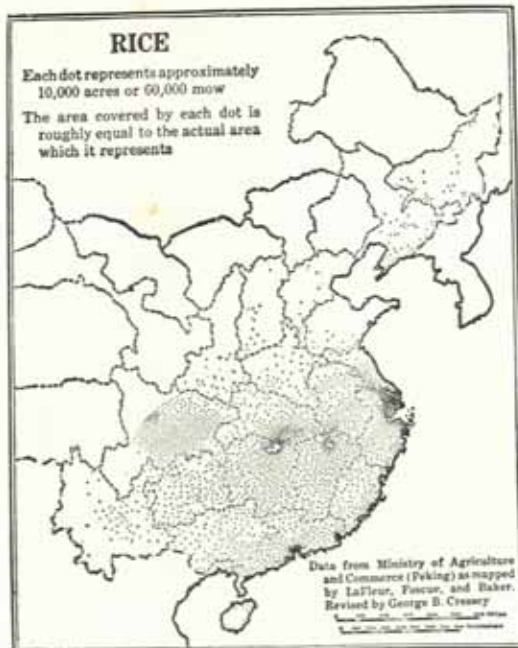 RICE
Each dot represents approximately
10,000 acres or 60,000 mow
The area covered by each dot is
roughly equal to the actual area
which it represents
Data from Ministry of Agriculture
and Commerce (Peking) as mapped
by LaFleur, Foscue, and Baker.
Revised by George B. Cressey